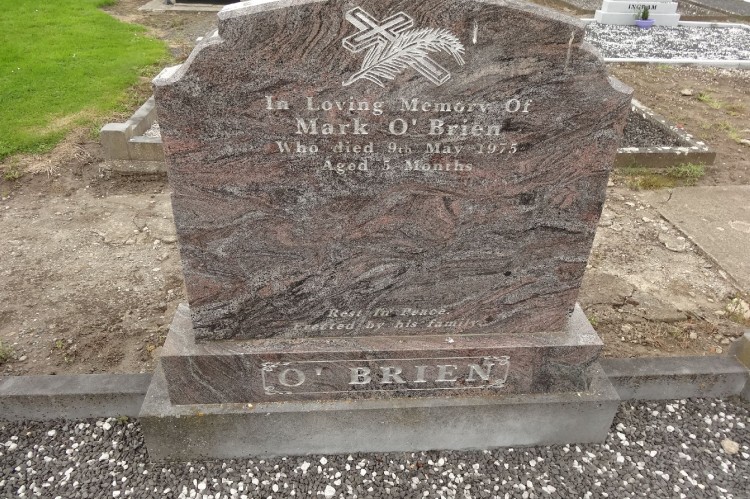 INGRAM
In Loving Memory Of
Mark O' Brien
Who died 9th May 1975
Aged 5 Months
Rest In Peace.
Erected by his family.
O' BRIEN